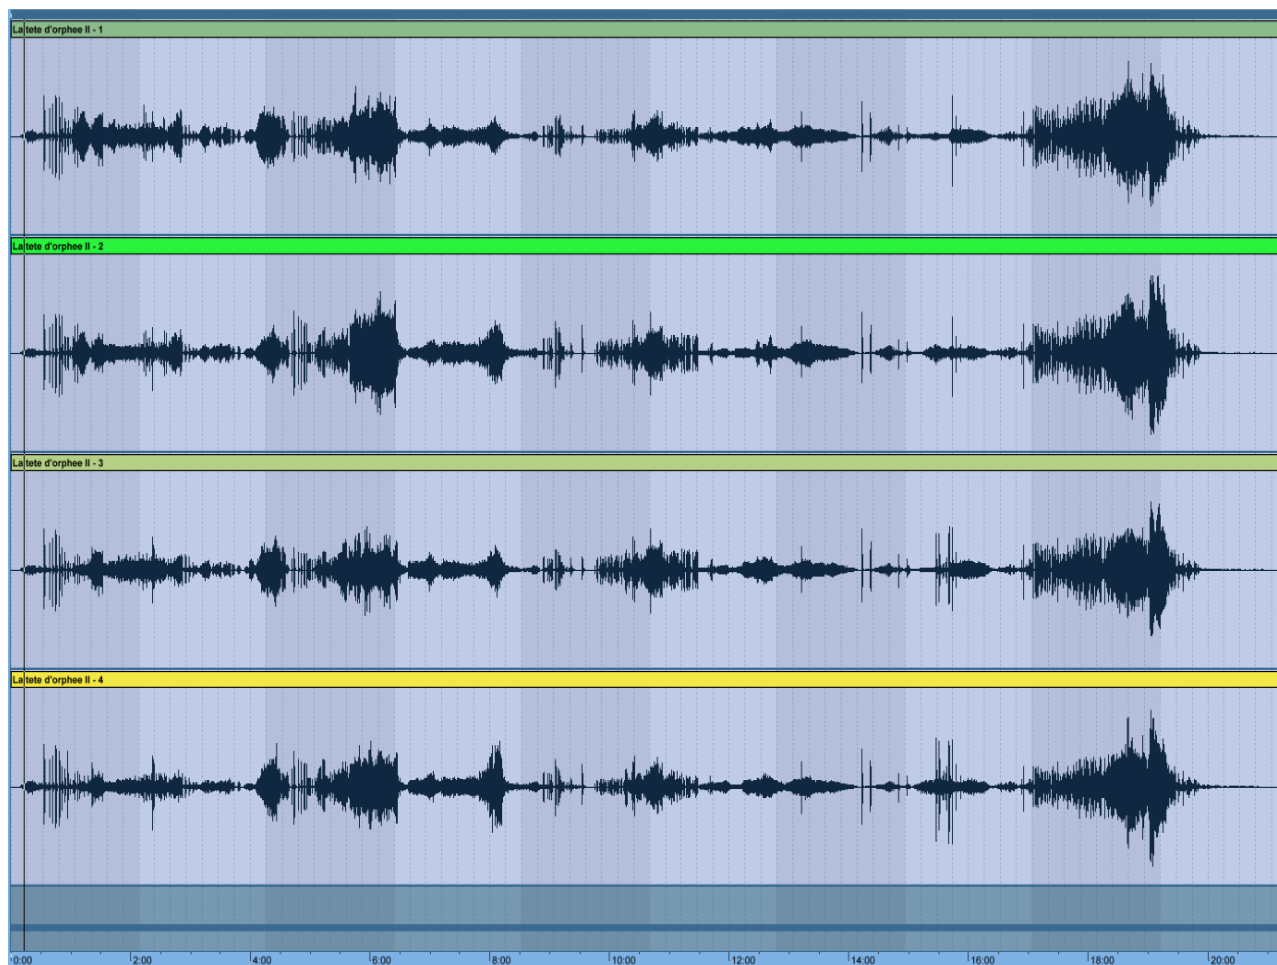 La tete d'orphee II - 1
La tete d'orphee II - 2
La tete d'orphee II - 3
La tete d'orphee II - 4
0:00 2:00 4:00 6:00 8:00 10:00 12:00 14:00 16:00 18:00 20:00